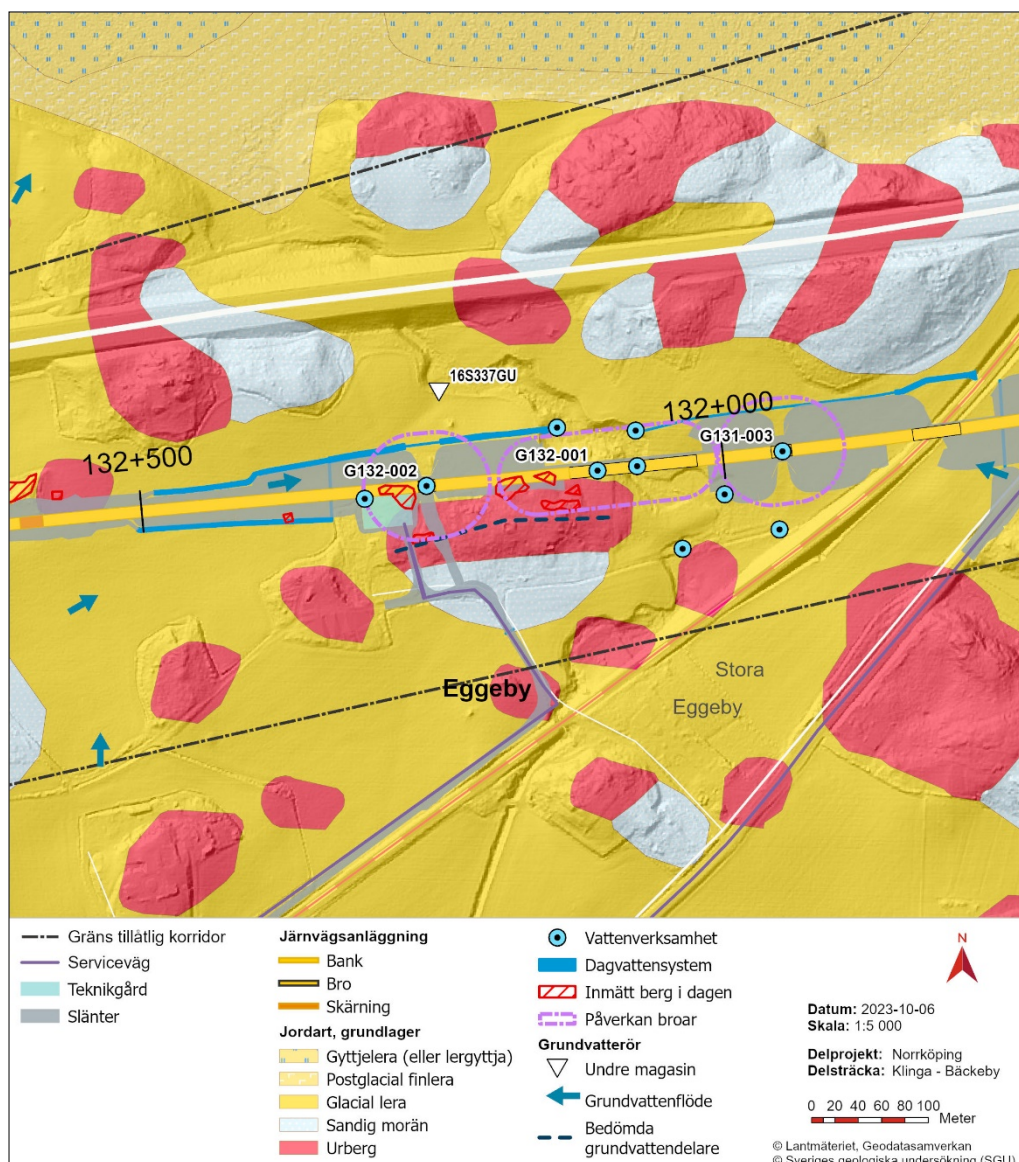 16S337GU
132+000
132+500
G132-002
G132-001
G131-003
Eggeby
Stora
Eggeby
Gräns tillåtlig korridor
Serviceväg
Teknikgård
Slänter
Järnvägsanläggning
Bank
Bro
Skärning
Jordart, grundlager
Gyttjelera (eller lergyttja)
Postglacial finlera
Glacial lera
Sandig morän
Urberg
Vattenverksamhet
Dagvattensystem
Inmätt berg i dagen
Påverkan broar
Grundvatterör
Undre magasin
Grundvattenflöde
Bedömda
grundvattendelare
N
Datum: 2023-10-06
Skala: 1:5 000
Delprojekt: Norrköping
Delsträcka: Klinga - Bäckeby
0 20 40 60 80 100
Meter
© Lantmäteriet, Geodatasamverkan
© Sveriges geologiska undersökning (SGU)